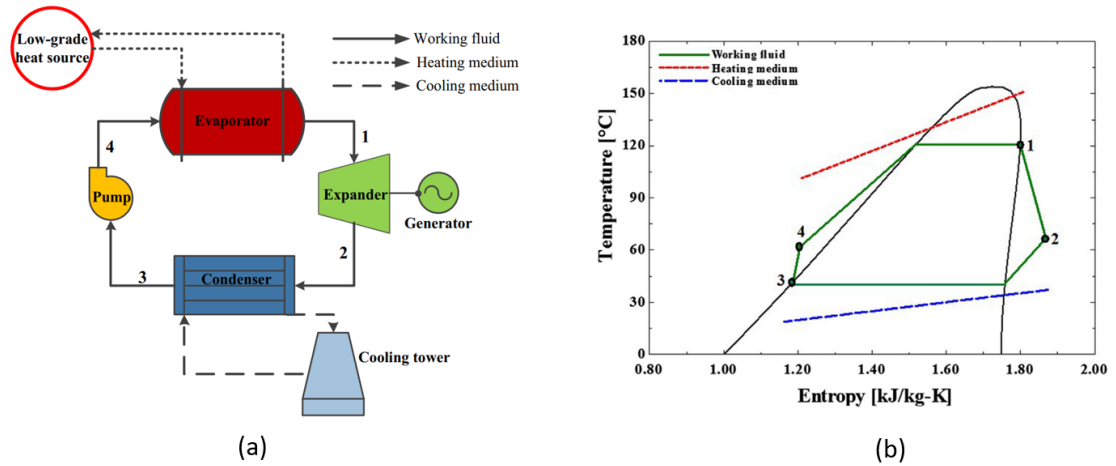 Low-grade
heat source
Working fluid
Heating medium
Cooling medium
Evaporator
1
4
Pump
Expander
Generator
2
3
Condenser
Cooling tower
(a)
180
150
120
90
60
30
0
Temperature [°C]
Working fluid
Heating medium
Cooling medium
1
2
3
4
0.80
1.00
1.20
1.40
1.60
1.80
2.00
Entropy [kJ/kg-K]
(b)